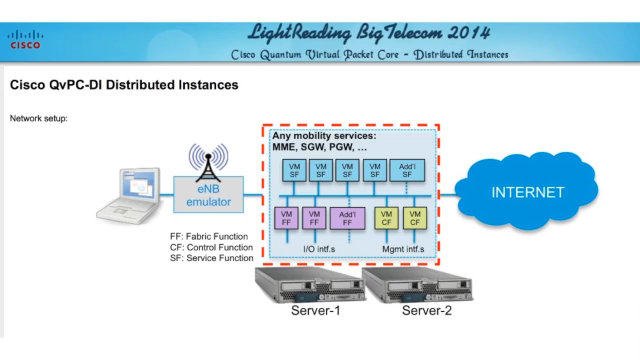 LightReading BigTelecom 2014
CISCO
Cisco Quantum Virtual Packet Core - Distributed Instances
Cisco QvPC-DI Distributed Instances
Network setup:
Any mobility services:
MME, SGW, PGW, ...
VM SF
VM SF
VM SF
VM SF
Add'l SF
eNB emulator
INTERNET
VM FF
VM FF
Add'l FF
VM CF
VM CF
FF: Fabric Function
CF: Control Function
SF: Service Function
I/O intf.s
Mgmt intf.s
Server-1
Server-2